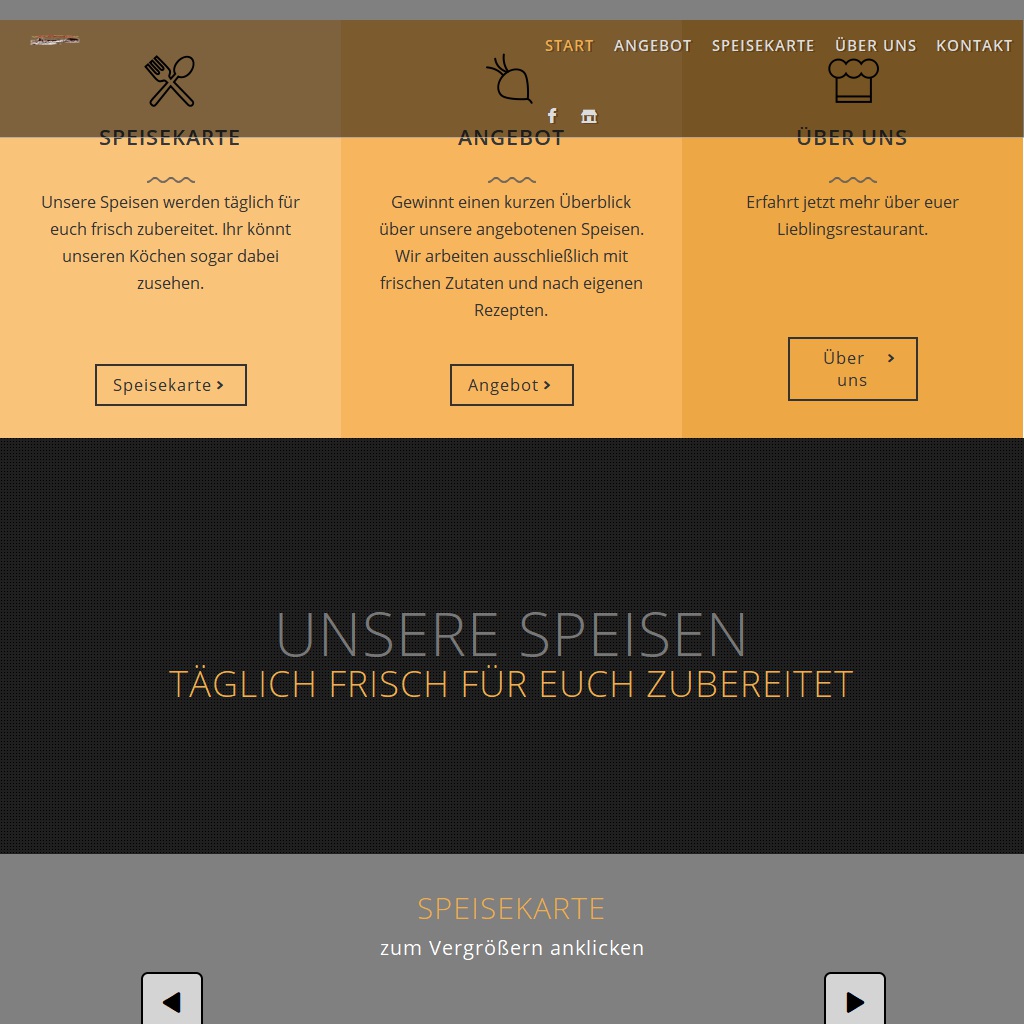 START ANGEBOT SPEISEKARTE ÜBER UNS KONTAKT
SPEISEKARTE
Unsere Speisen werden täglich für
euch frisch zubereitet. Ihr könnt
unseren Köchen sogar dabei
zusehen.
Speisekarte
ANGEBOT
Gewinnt einen kurzen Überblick
über unsere angebotenen Speisen.
Wir arbeiten ausschließlich mit
frischen Zutaten und nach eigenen
Rezepten.
Angebot
ÜBER UNS
Erfahrt jetzt mehr über euer
Lieblingsrestaurant.
Über
uns
UNSERE SPEISEN
TÄGLICH FRISCH FÜR EUCH ZUBEREITET
SPEISEKARTE
zum Vergrößern anklicken